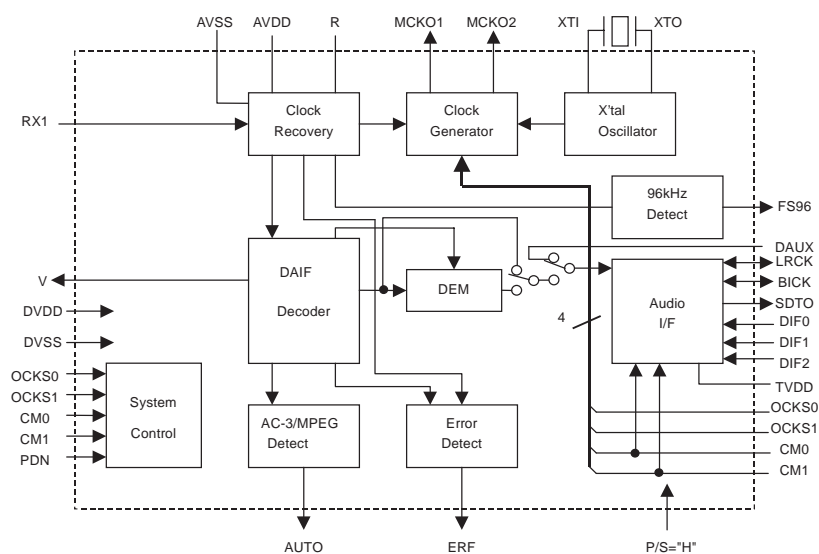 AVSS AVDD R MCKO1 MCKO2 XTI XTO
RX1
Clock
Recovery
Clock
Generator
X'tal
Oscillator
96kHz
Detect
FS96
DAUX
LRCK
BICK
SDTO
DIF0
DIF1
DIF2
TVDD
OCKS0
OCKS1
CM0
CM1
DAIF
Decoder
DEM
Audio
I/F
4
V
DVDD
DVSS
OCKS0
OCKS1
CM0
CM1
PDN
System
Control
AC-3/MPEG
Detect
Error
Detect
AUTO
ERF
P/S="H"